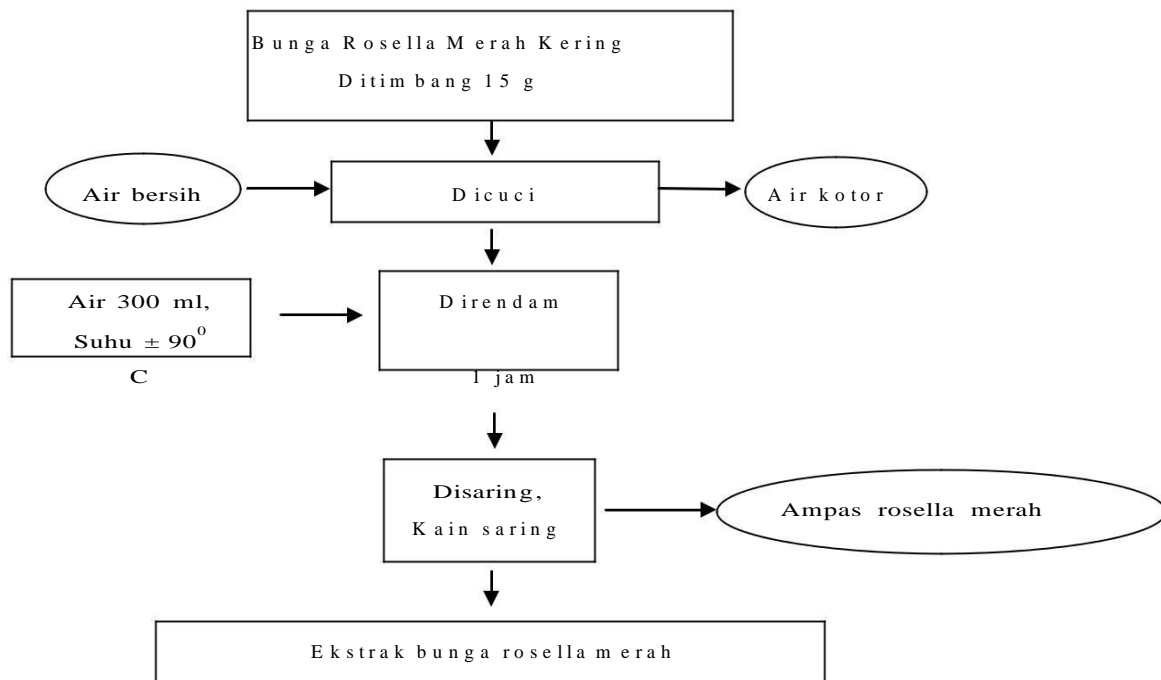 Bunga Rosella Merah Kering
Ditimbang 15 g
Air bersih
Dicuci
Air kotor
Air 300 ml,
Suhu ± 90⁰
C
Direndam
1 jam
Disaring,
Kain saring
Ampas rosella merah
Ekstrak bunga rosella merah